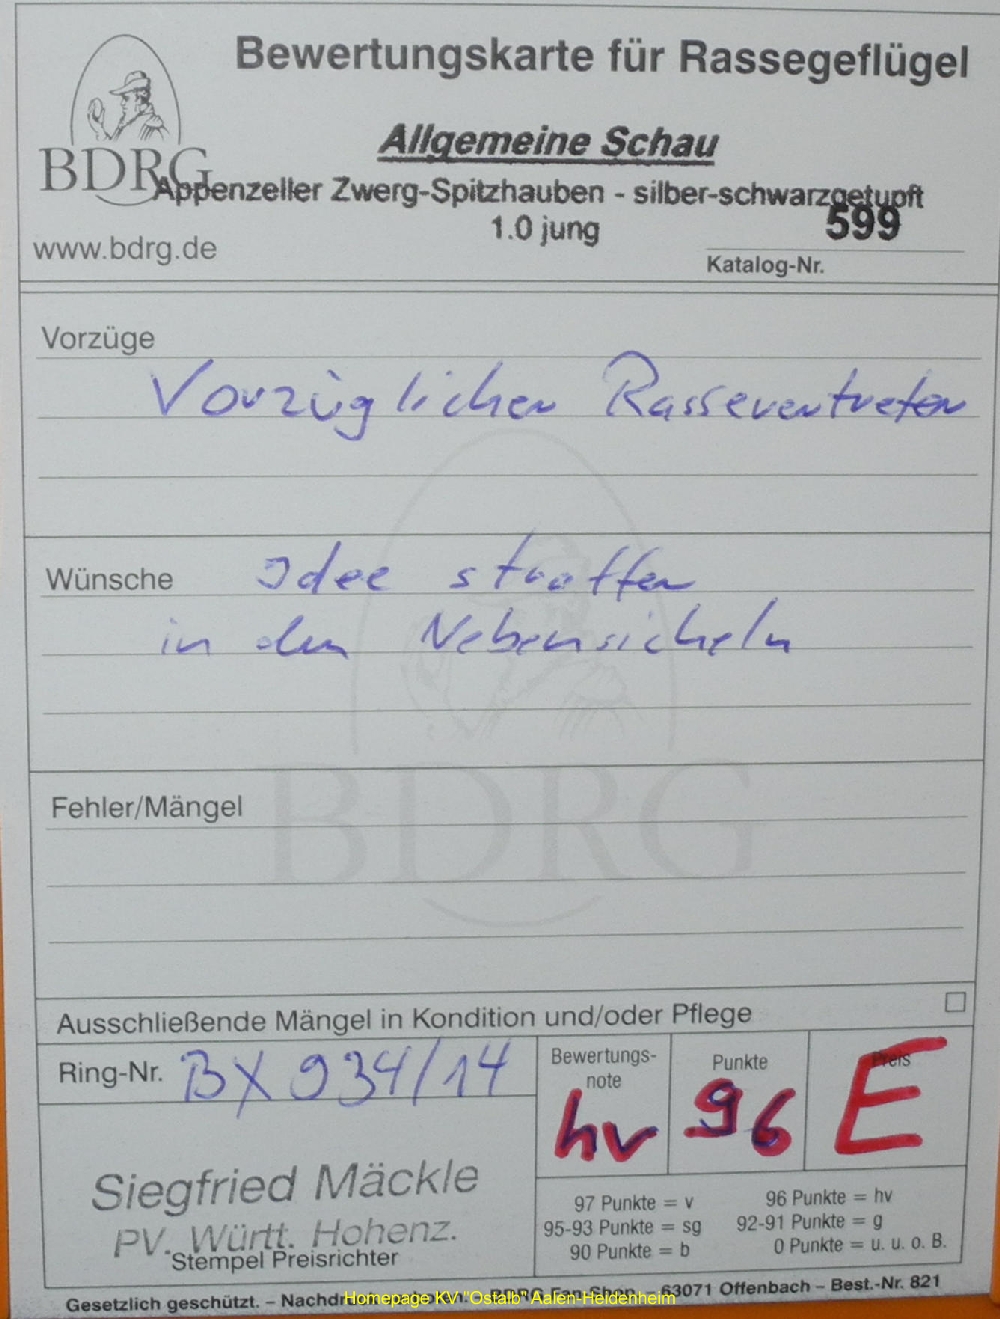 Bewertungskarte für Rassegeflügel
Allgemeine Schau
BDRG
Appenzeller Zwerg-Spitzhauben - silber-schwarzgetupft
1.0 jung
599
www.bdrg.de
Katalog-Nr.
Vorzüge
Vorzüglicher Rassevertreter
Wünsche Idee straffer
in den Nebensicheln
BDRG
Fehler/Mängel
Ausschließende Mängel in Kondition und/oder Pflege
Ring-Nr. BX 934/14
Bewertungs-
note
hv
Punkte
96
Preis
E
Siegfried Mäckle
PV. Württ. Hohenz.
Stempel Preisrichter
97 Punkte = v 96 Punkte = hv
95-93 Punkte = sg 92-91 Punkte = g
90 Punkte = b 0 Punkte = u. u. o. B.
Gesetzlich geschützt. – 63071 Offenbach – Best.-Nr. 821
Homepage KV "Ostalb" Aalen-Heidenheim